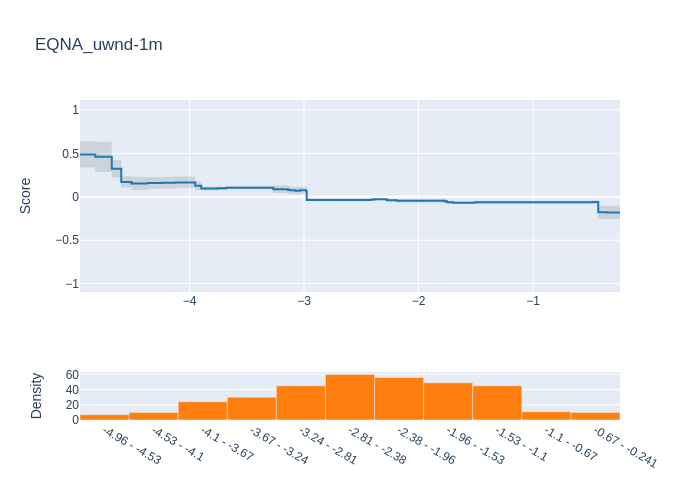 EQNA_uwnd-1m
1
0.5
0
−0.5
−1
Score
−4
−3
−2
−1
60
40
20
0
Density
-4.96 - -4.53
-4.53 - -4.1
-4.1 - -3.67
-3.67 - -3.24
-3.24 - -2.81
-2.81 - -2.38
-2.38 - -1.96
-1.96 - -1.53
-1.53 - -1.1
-1.1 - -0.67
-0.67 - -0.241